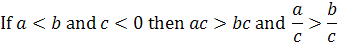 If a < b and c < 0 then ac > bc and a/c > b/c